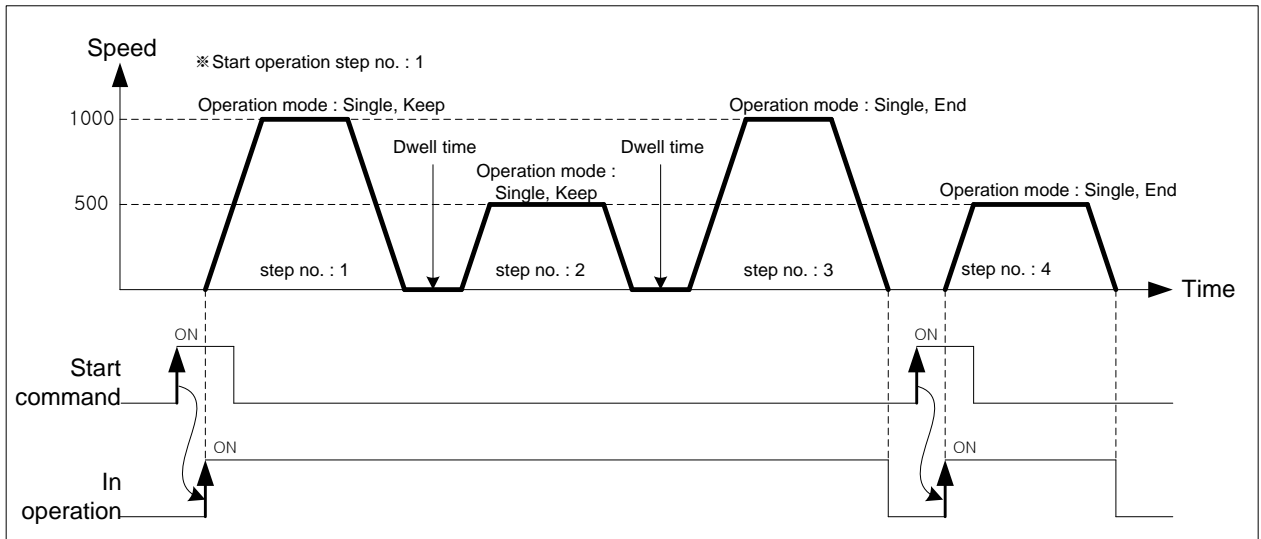 Speed
※Start operation step no. : 1
Operation mode : Single, Keep
Operation mode : Single, End
1000
Dwell time
Dwell time
Operation mode :
Single, Keep
Operation mode : Single, End
500
step no. : 1
step no. : 2
step no. : 3
step no. : 4
Time
ON
ON
Start
command
ON
ON
In
operation